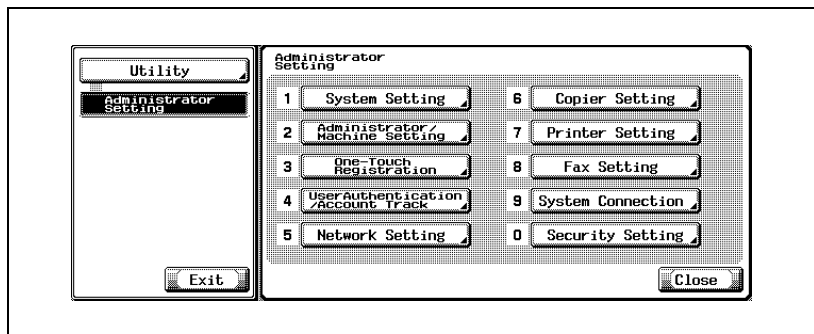 Utility
Administrator
Setting
Exit
Administrator
Setting
1 System Setting
2 Administrator/
Machine Setting
3 One-Touch
Registration
4 UserAuthentication
/Account Track
5 Network Setting
6 Copier Setting
7 Printer Setting
8 Fax Setting
9 System Connection
0 Security Setting
Close